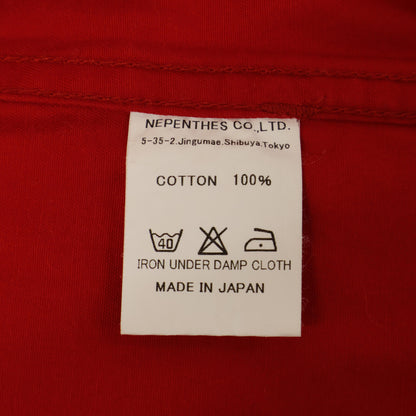 NEPENTHES CO.,LTD.
5-35-2.Jingumae.Shibuya.Tokyo
COTTON 100%
40
IRON UNDER DAMP CLOTH
MADE IN JAPAN